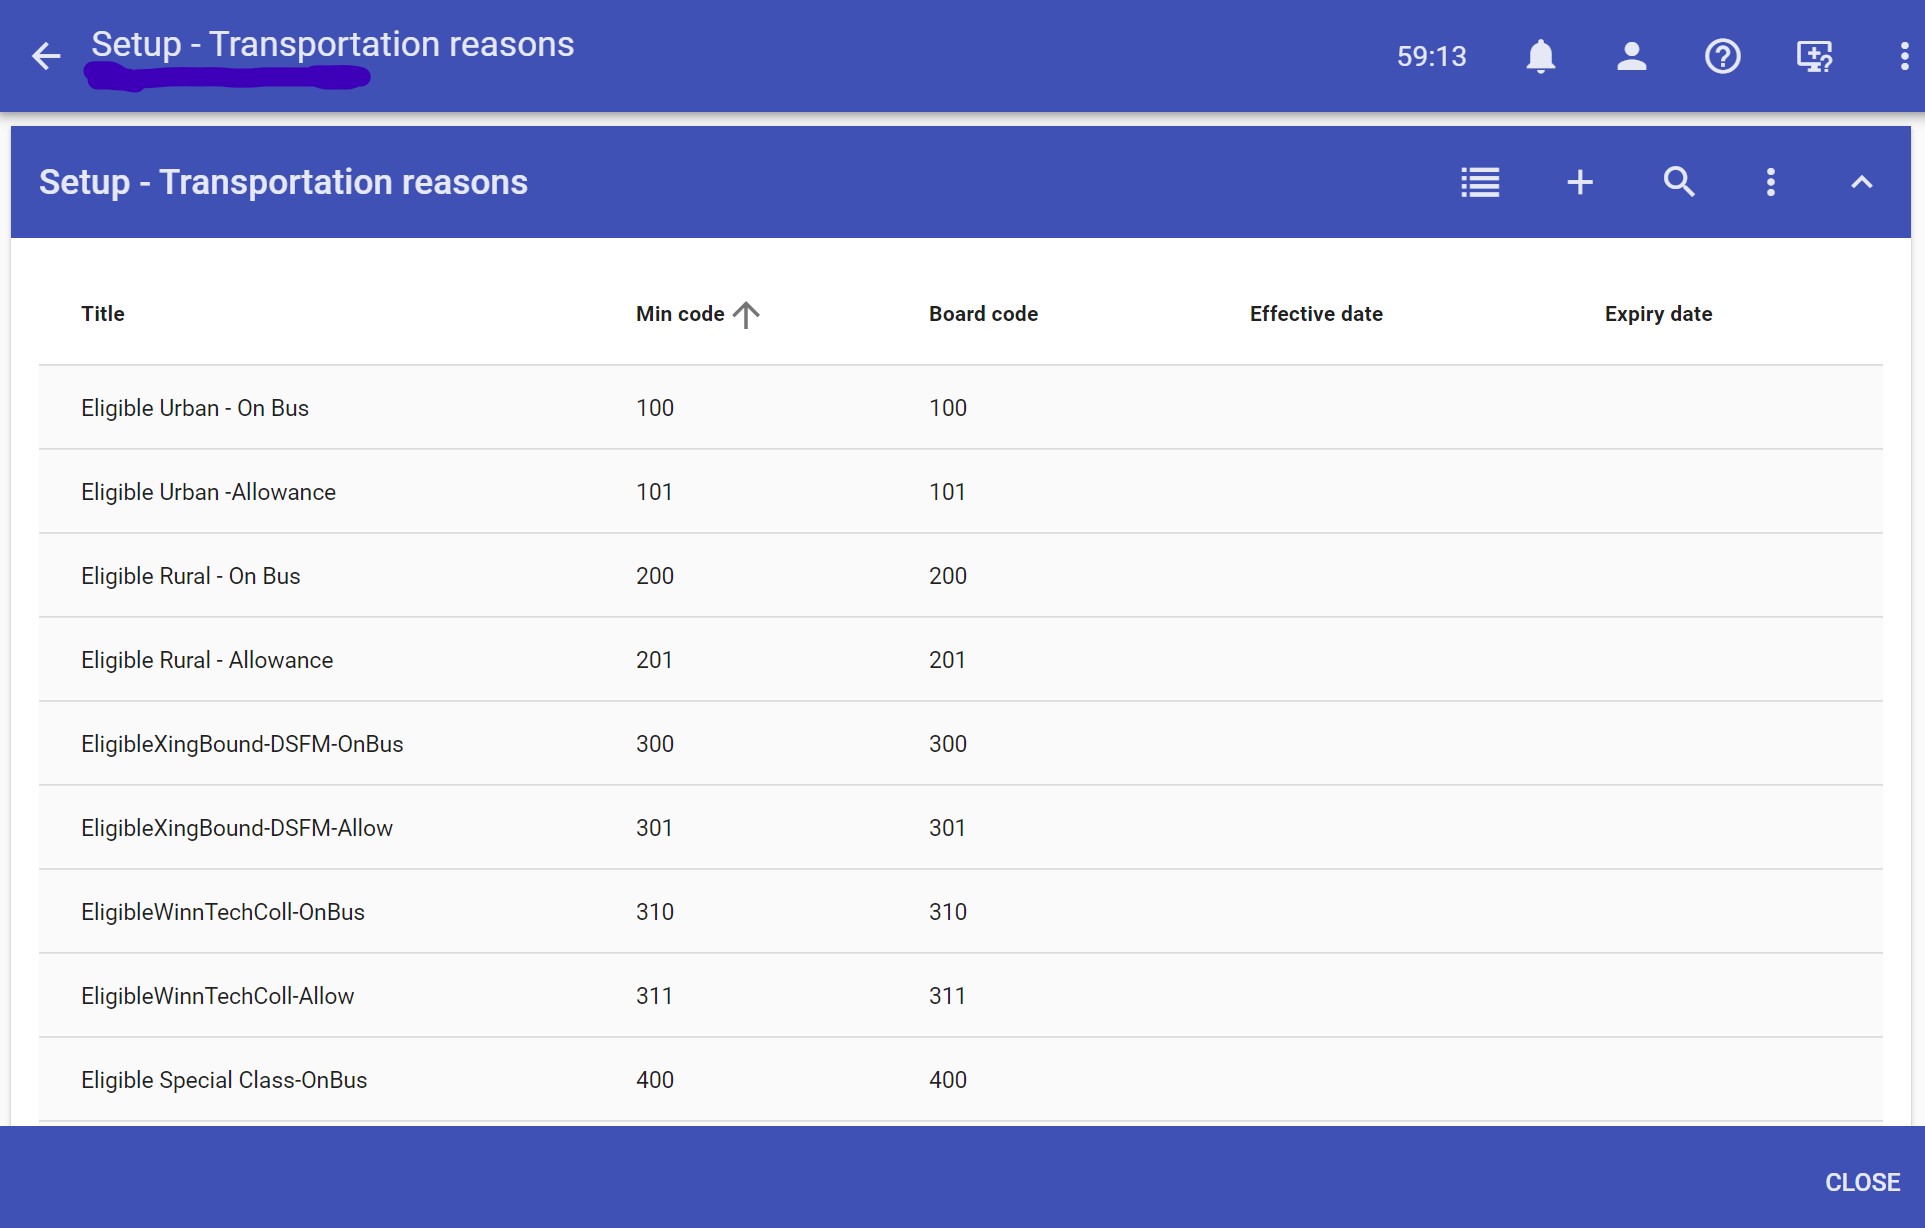 Setup - Transportation reasons
59:13
Setup - Transportation reasons
Title Min code Board code Effective date Expiry date
Eligible Urban - On Bus 100 100
Eligible Urban -Allowance 101 101
Eligible Rural - On Bus 200 200
Eligible Rural - Allowance 201 201
EligibleXingBound-DSFM-OnBus 300 300
EligibleXingBound-DSFM-Allow 301 301
EligibleWinnTechColl-OnBus 310 310
EligibleWinnTechColl-Allow 311 311
Eligible Special Class-OnBus 400 400
CLOSE